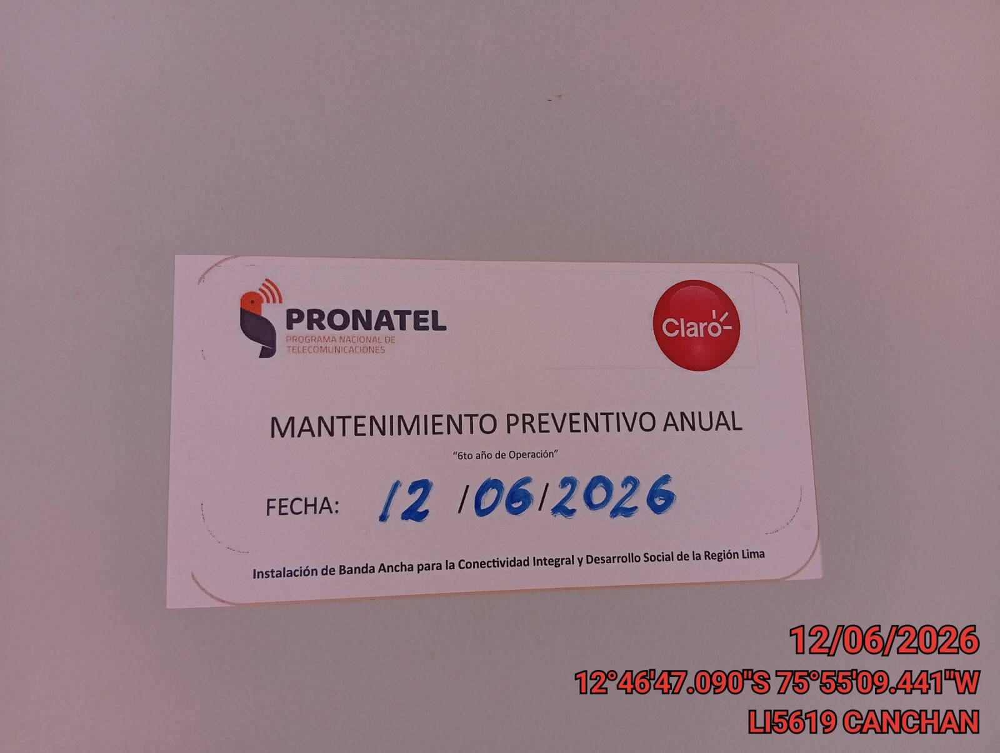 PRONATEL
PROGRAMA NACIONAL DE
TELECOMUNICACIONES
Claro
MANTENIMIENTO PREVENTIVO ANUAL
“6to año de Operación”
FECHA: 12 /06/2026
Instalación de Banda Ancha para la Conectividad Integral y Desarrollo Social de la Región Lima
12/06/2026
12°46'47.090"S 75°55'09.441"W
LI5619 CANCHAN